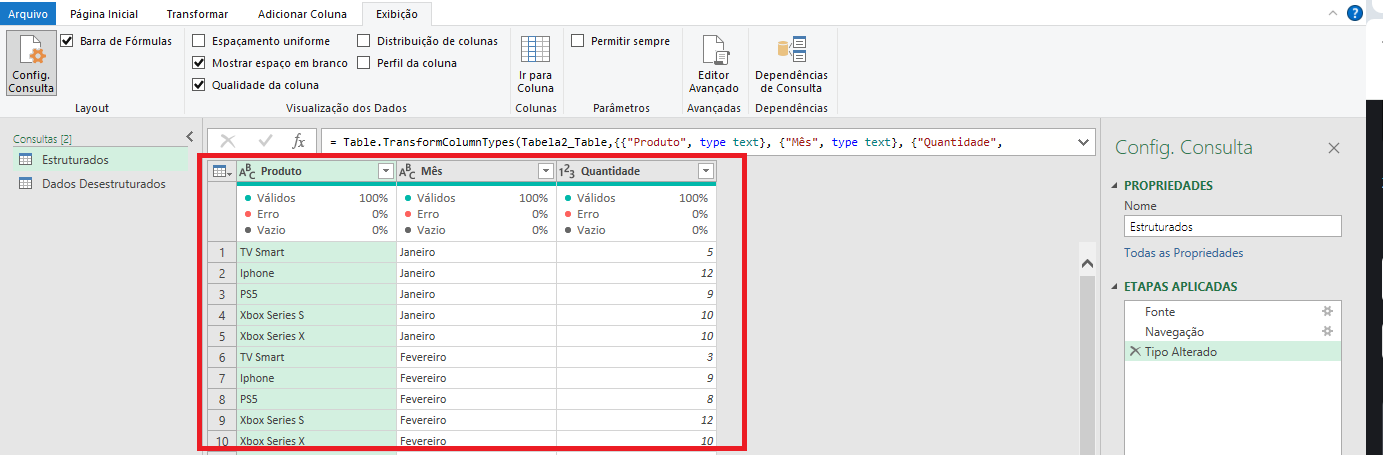 Arquivo Página Inicial Transformar Adicionar Coluna Exibição
Barra de Fórmulas
Config. Consulta
Layout
Espaçamento uniforme
Mostrar espaço em branco
Qualidade da coluna
Distribuição de colunas
Perfil da coluna
Visualização dos Dados
Ir para Coluna
Colunas
Permitir sempre
Parâmetros
Editor Avançado
Avançadas
Dependências de Consulta
Dependências
Consultas [2]
Estruturados
Dados Desestruturados
fx = Table.TransformColumnTypes(Tabela2_Table,{{"Produto", type text}, {"Mês", type text}, {"Quantidade",
ABC Produto ABC Mês 123 Quantidade
Válidos 100% Válidos 100% Válidos 100%
Erro 0% Erro 0% Erro 0%
Vazio 0% Vazio 0% Vazio 0%
1 TV Smart Janeiro 5
2 Iphone Janeiro 12
3 PS5 Janeiro 9
4 Xbox Series S Janeiro 10
5 Xbox Series X Janeiro 10
6 TV Smart Fevereiro 3
7 Iphone Fevereiro 9
8 PS5 Fevereiro 8
9 Xbox Series S Fevereiro 12
10 Xbox Series X Fevereiro 10
Config. Consulta
PROPRIEDADES
Nome
Estruturados
Todas as Propriedades
ETAPAS APLICADAS
Fonte
Navegação
Tipo Alterado